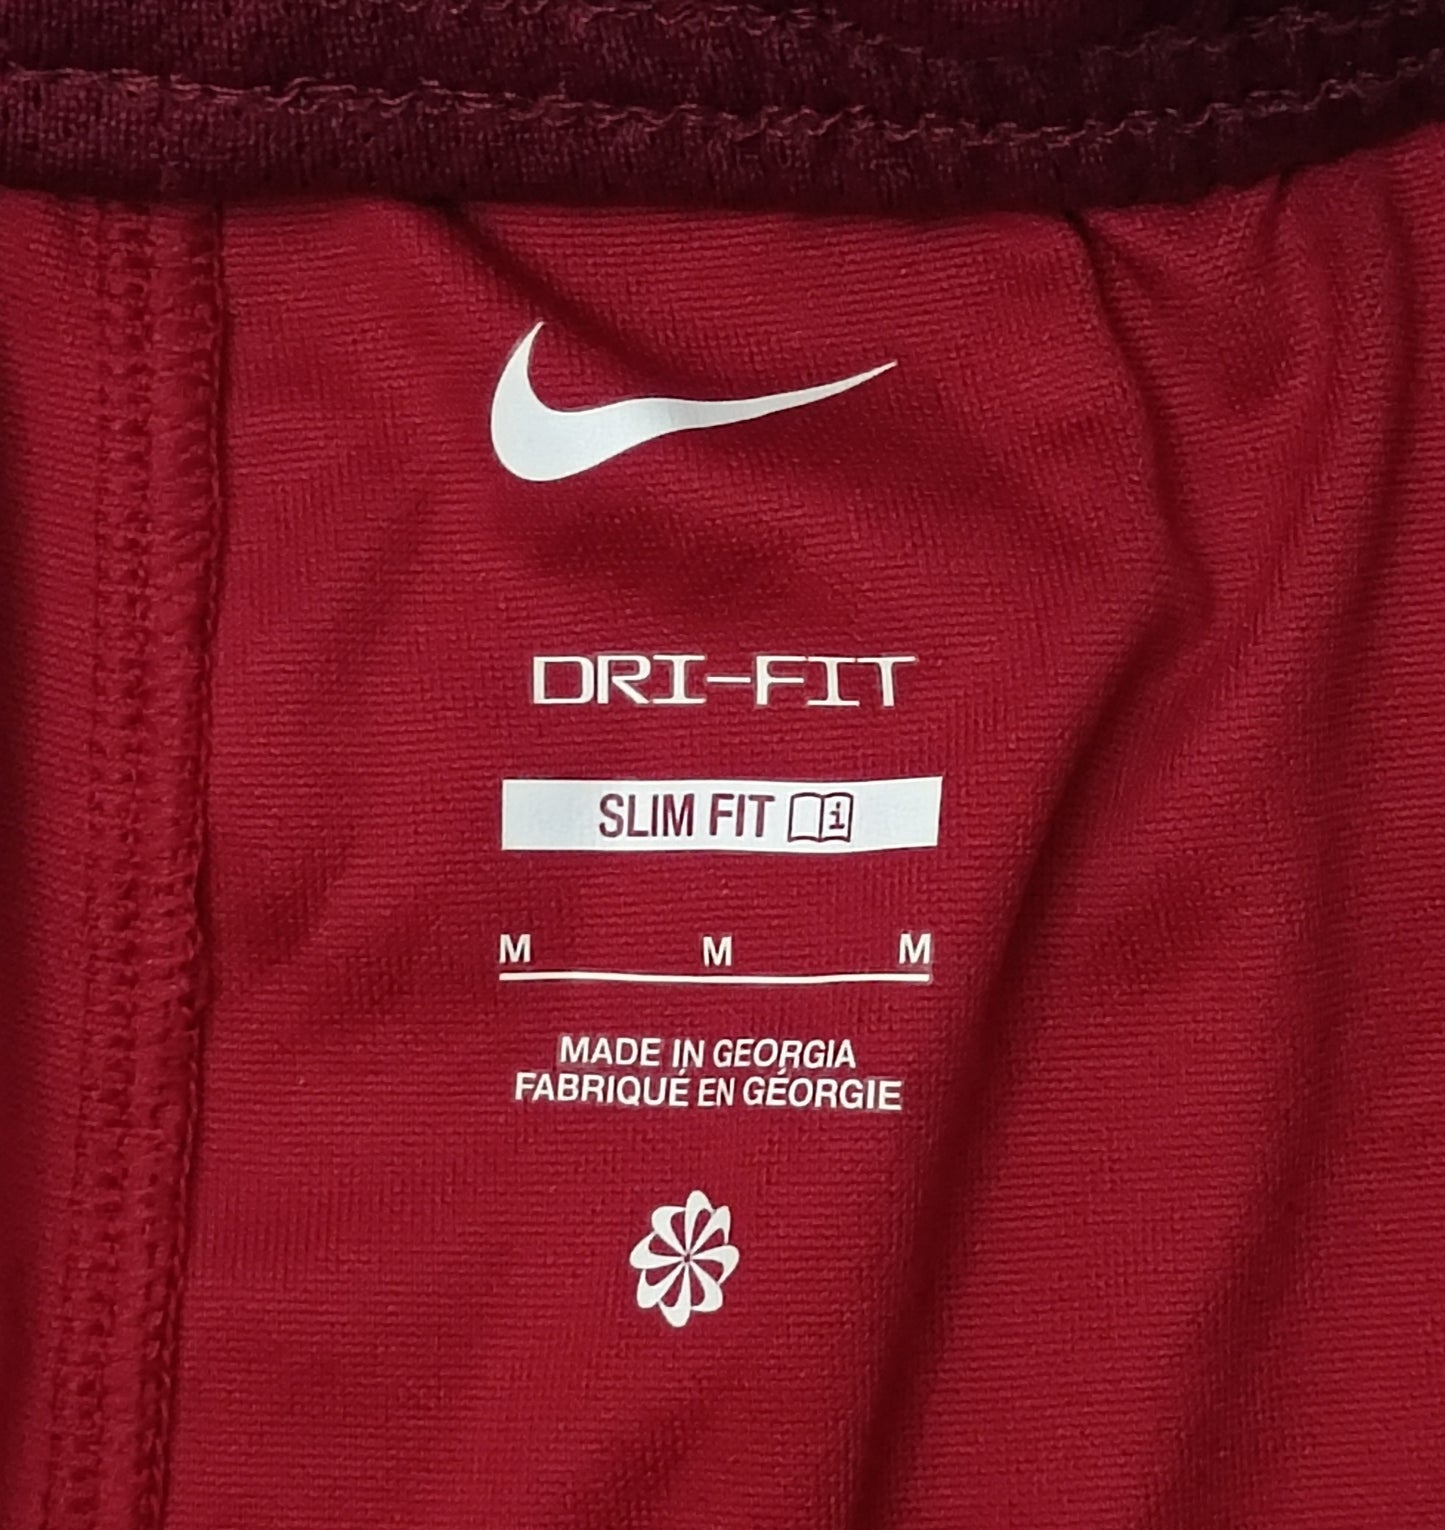 DRI-FIT
SLIM FIT i
M M M
MADE IN GEORGIA
FABRIQUÉ EN GÉORGIE